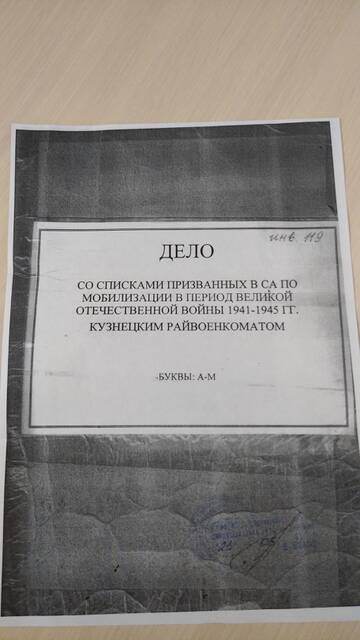 инв. 119
ДЕЛО
СО СПИСКАМИ ПРИЗВАННЫХ В СА ПО
МОБИЛИЗАЦИИ В ПЕРИОД ВЕЛИКОЙ
ОТЕЧЕСТВЕННОЙ ВОЙНЫ 1941-1945 ГГ.
КУЗНЕЦКИМ РАЙВОЕНКОМАТОМ
-БУКВЫ: А-М